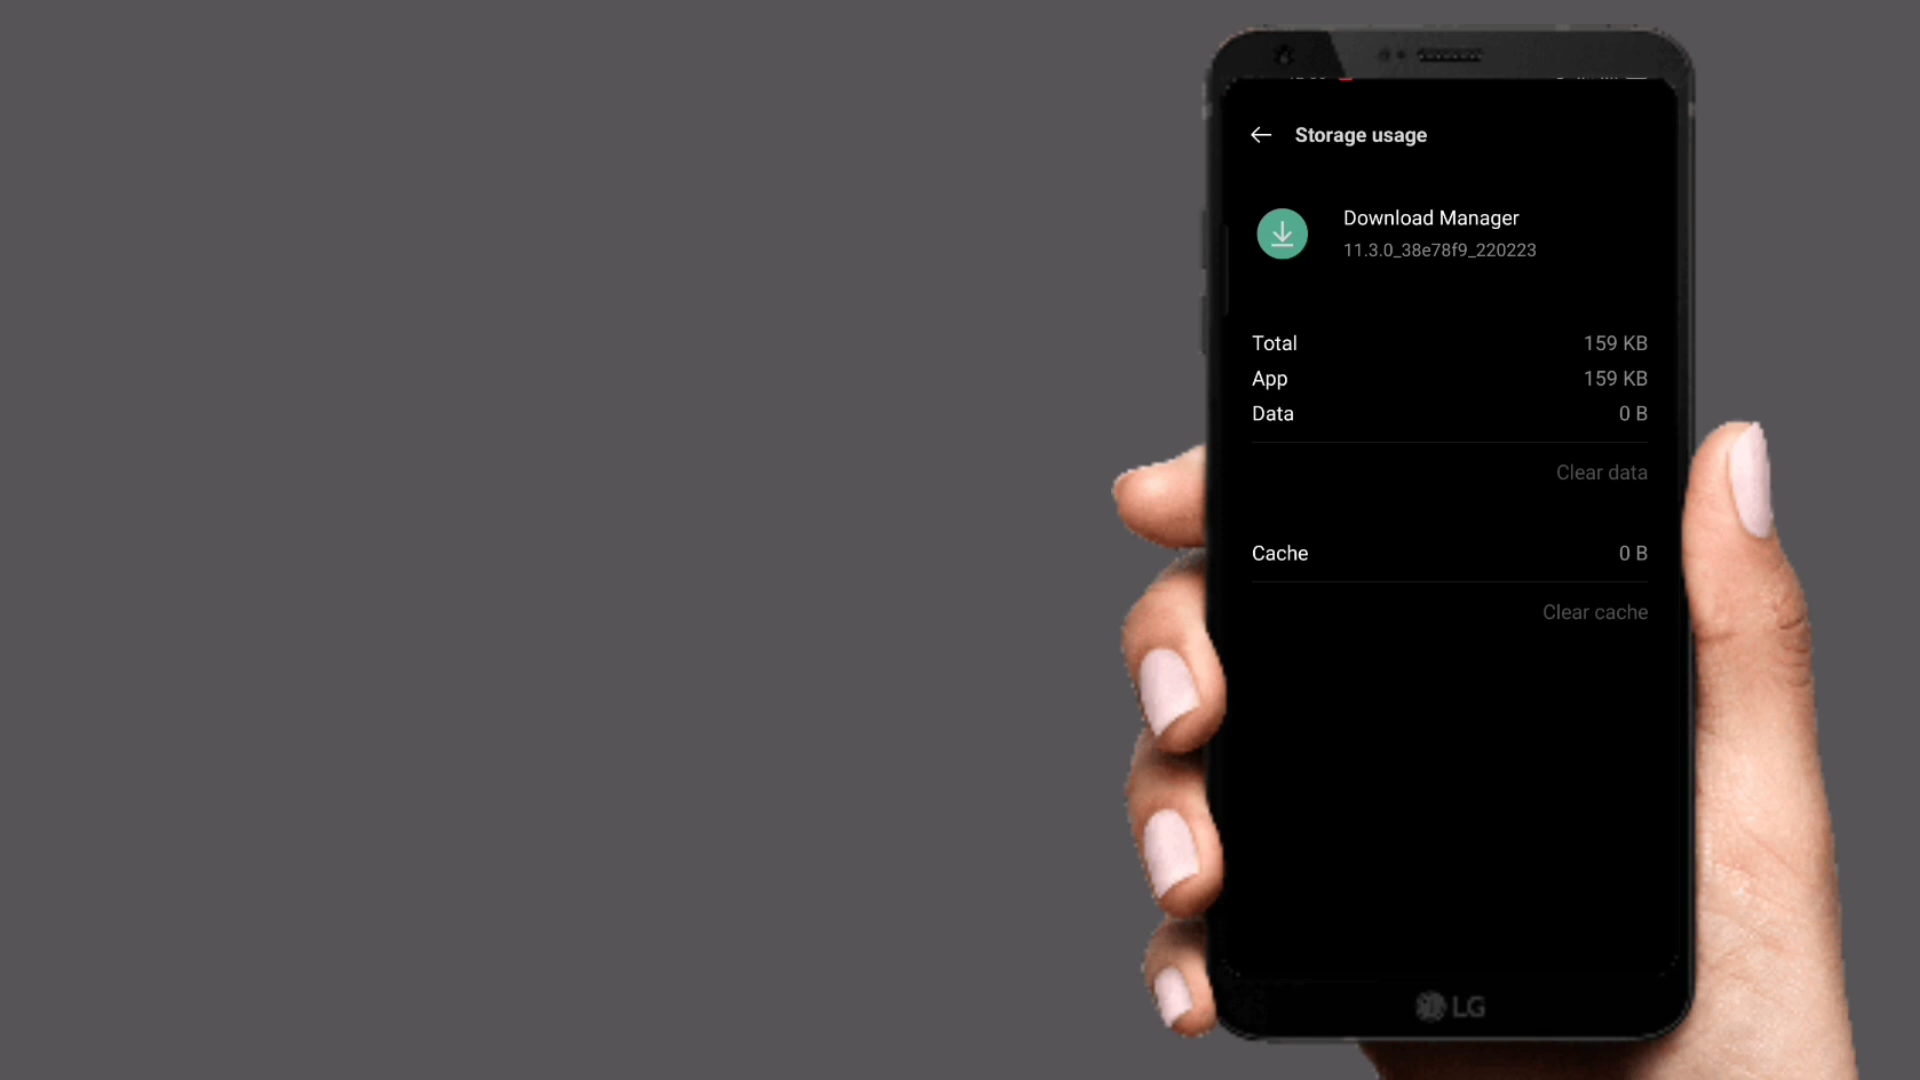 Storage usage
Download Manager
11.3.0_38e78f9_220223
Total 159 KB
App 159 KB
Data 0 B
Clear data
Cache 0 B
Clear cache
LG